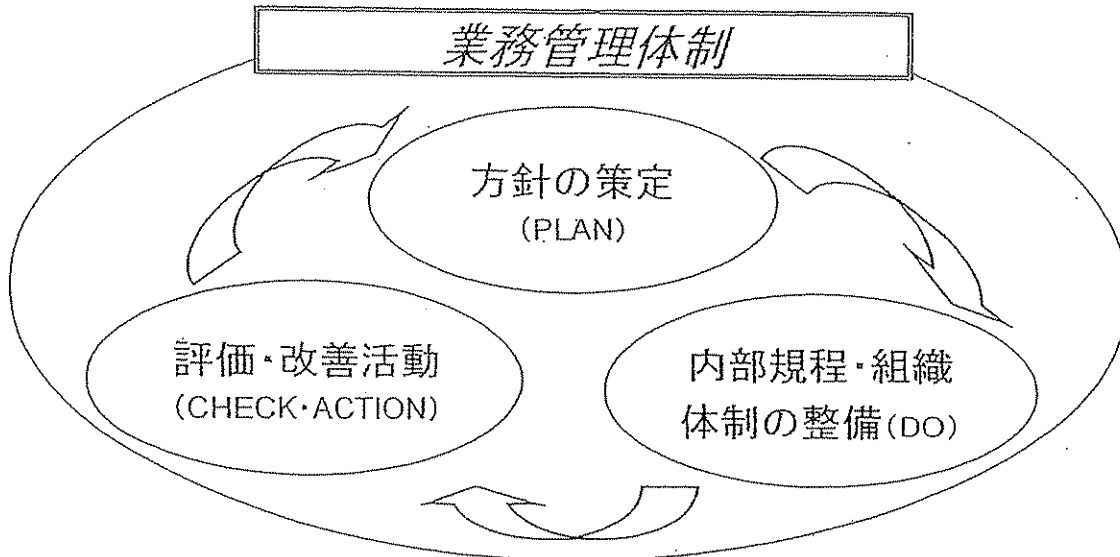 業務管理体制
方針の策定
(PLAN)
評価・改善活動
(CHECK・ACTION)
内部規程・組織
体制の整備(DO)